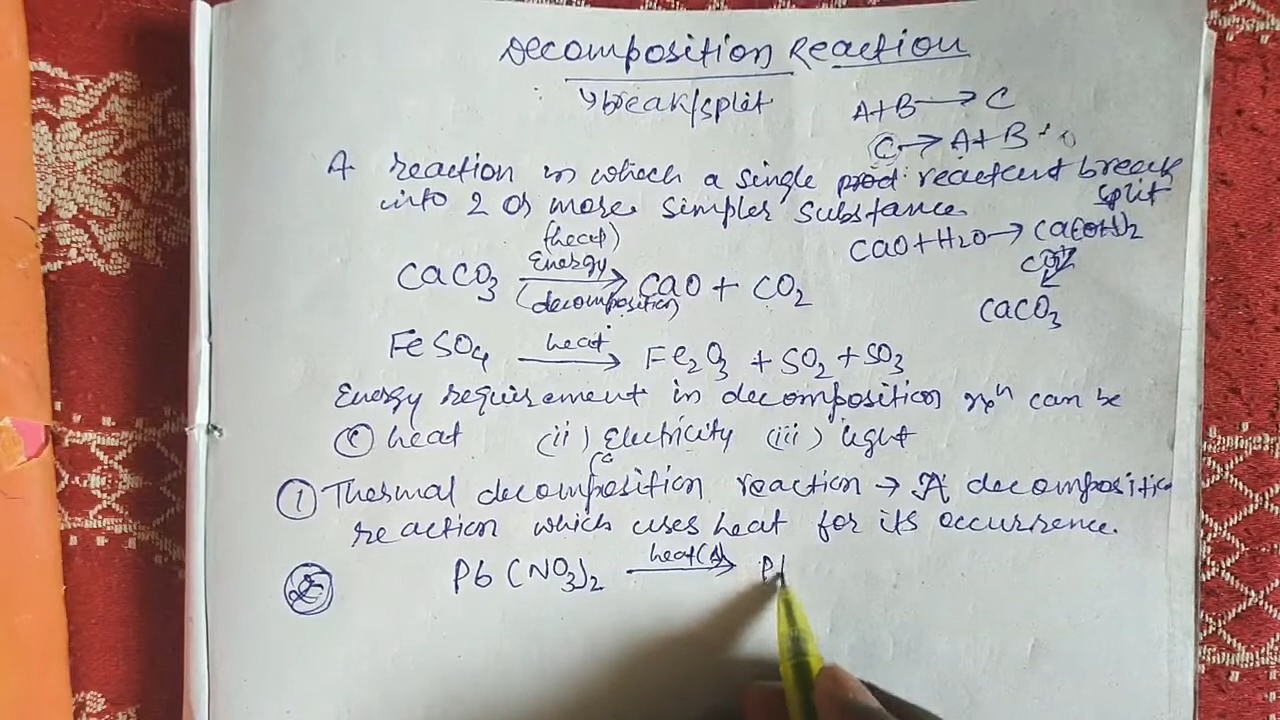 Decomposition Reaction
↳break/split
A+B → C
C → A+B
A reaction in which a single reactant break
split
into 2 or more simpler substance.
CaO + H2O → Ca(OH)2
(heat)
Energy
CaCO3 → CaO + CO2
(decomposition)
CaCO3
FeSO4 heat → Fe2O3 + SO2 + SO3
Energy requirement in decomposition rxn can be
heat (ii) Electricity (iii) light
① Thermal decomposition reaction → A decomposition
reaction which uses heat for its occurrence.
Pb(NO3)2 heat(Δ) → Pb